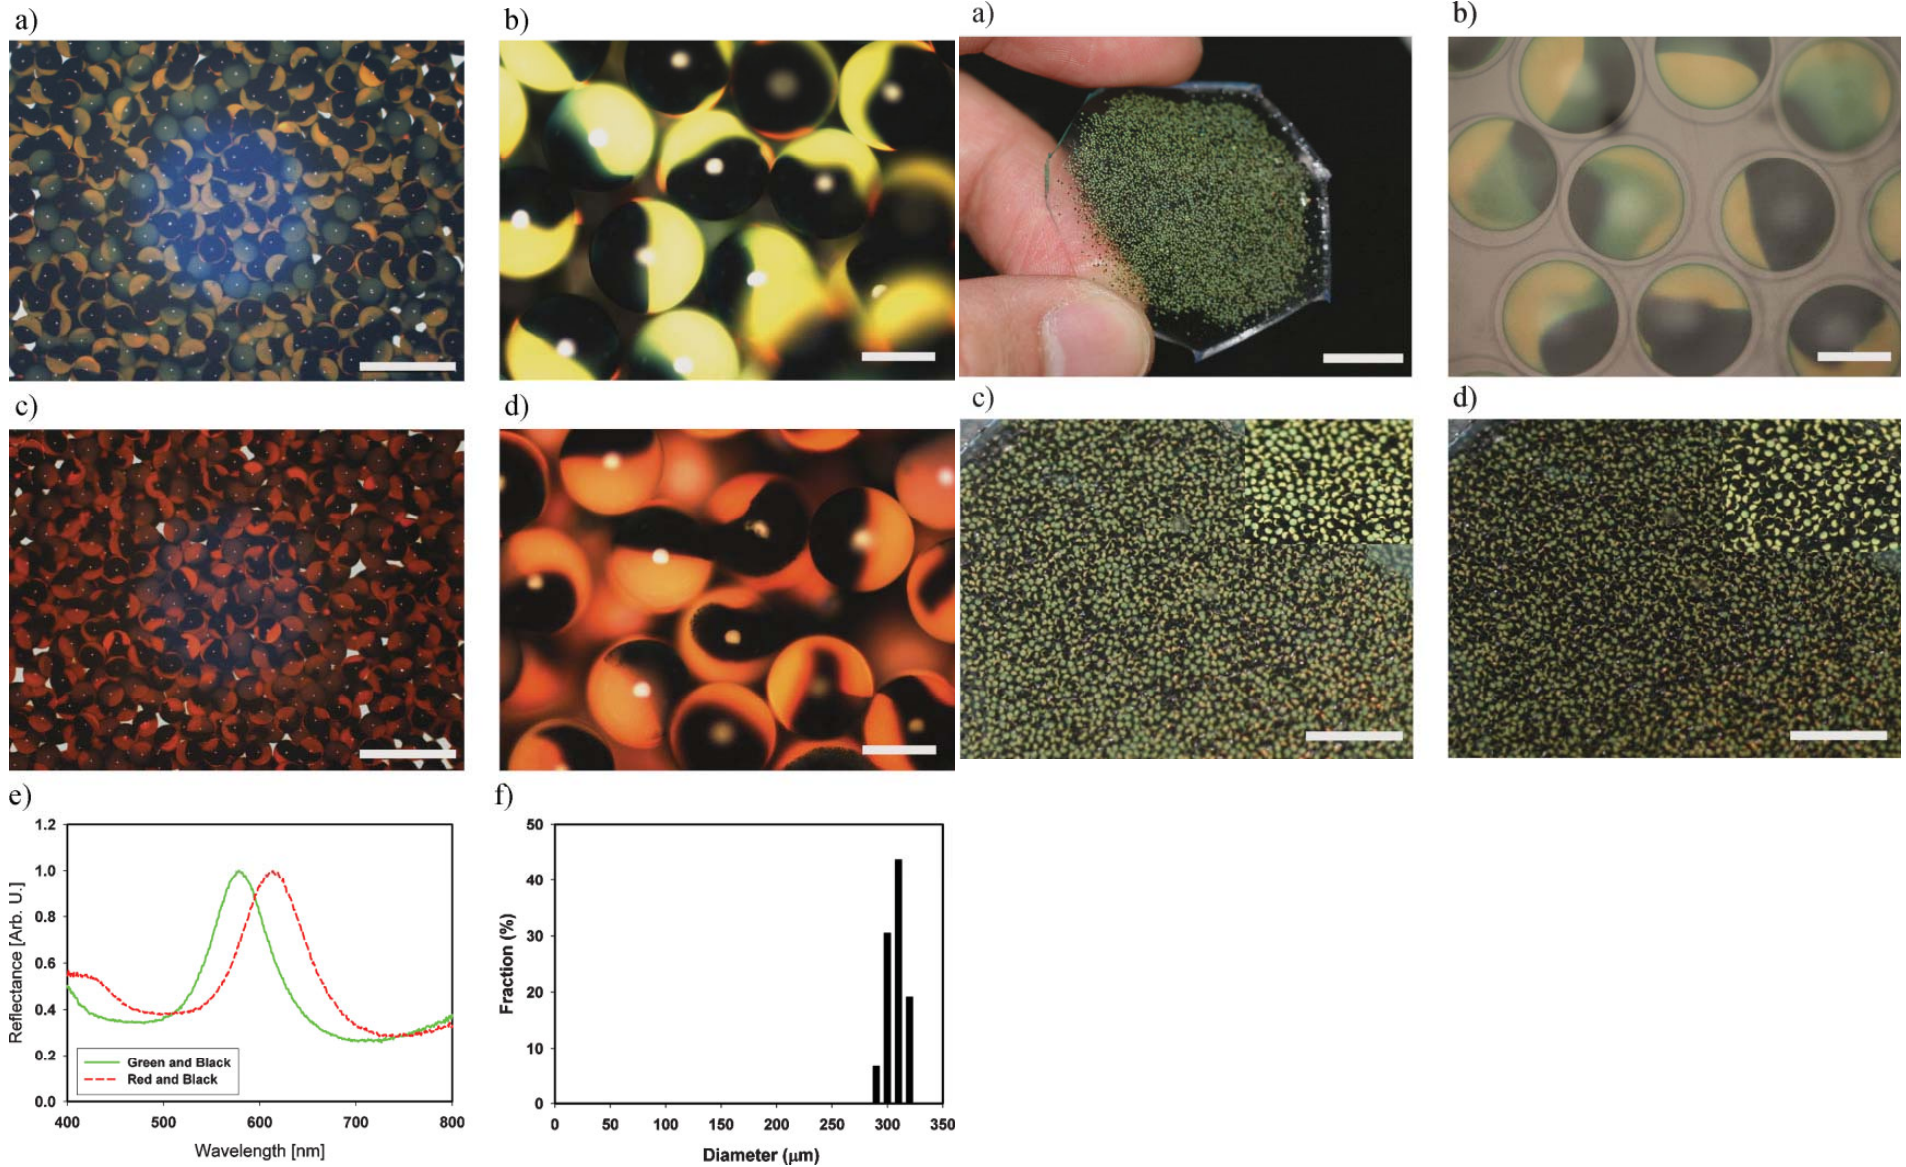 a)
b)
a)
b)
c)
d)
c)
d)
e)
f)
1.2
1.0
0.8
0.6
0.4
0.2
0.0
Reflectance [Arb. U.]
Green and Black
Red and Black
400
500
600
700
800
Wavelength [nm]
50
40
30
20
10
0
Fraction (%)
0
50
100
150
200
250
300
350
Diameter (μm)